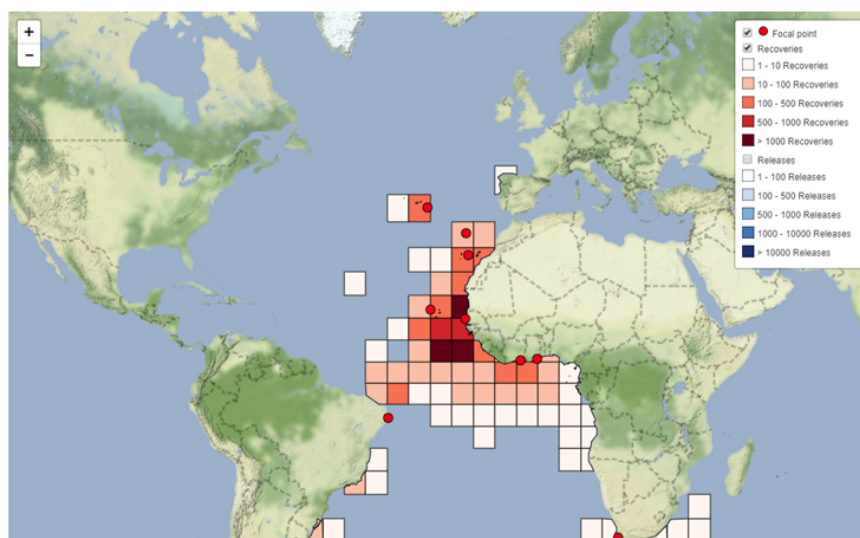 +
−
Focal point
Recoveries
1 - 10 Recoveries
10 - 100 Recoveries
100 - 500 Recoveries
500 - 1000 Recoveries
> 1000 Recoveries
Releases
1 - 100 Releases
100 - 500 Releases
500 - 1000 Releases
1000 - 10000 Releases
> 10000 Releases